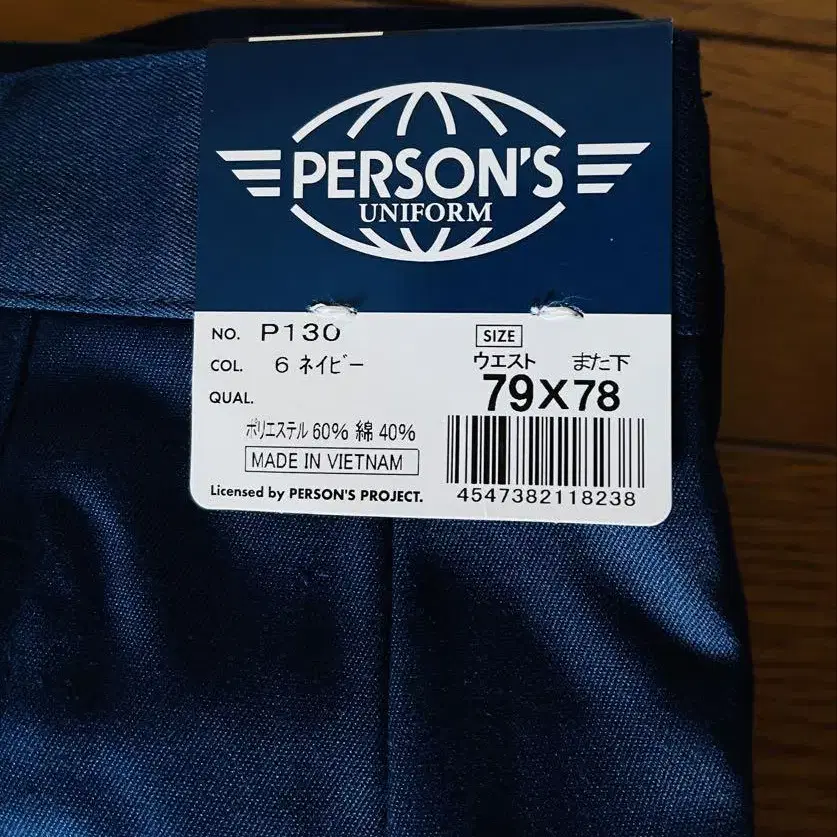 PERSON'S
UNIFORM
NO. P130
COL. 6 ネイビー
QUAL.
ポリエステル 60% 綿 40%
MADE IN VIETNAM
Licensed by PERSON'S PROJECT.
SIZE
ウエスト また下
79X78
4547382118238